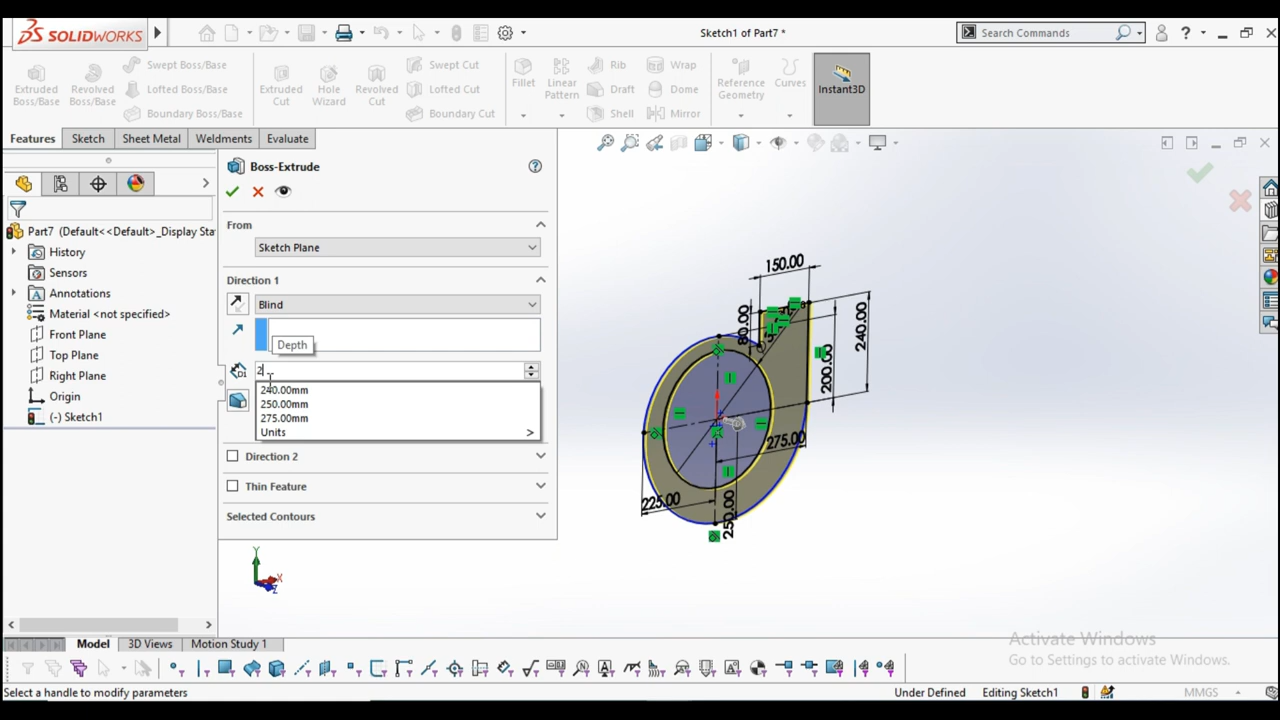 SOLIDWORKS
Sketch1 of Part7 *
Search Commands
Extruded Boss/Base
Revolved Boss/Base
Swept Boss/Base
Lofted Boss/Base
Boundary Boss/Base
Extruded Cut
Hole Wizard
Revolved Cut
Swept Cut
Lofted Cut
Boundary Cut
Fillet
Linear Pattern
Rib
Draft
Shell
Wrap
Dome
Mirror
Reference Geometry
Curves
Instant3D
Features
Sketch
Sheet Metal
Weldments
Evaluate
Part7 (Default<<Default>_Display Sta
History
Sensors
Annotations
Material <not specified>
Front Plane
Top Plane
Right Plane
Origin
(-) Sketch1
Boss-Extrude
From
Sketch Plane
Direction 1
Blind
Depth
2
240.00mm
250.00mm
275.00mm
Units
Direction 2
Thin Feature
Selected Contours
150.00
80.00
240.00
200.00
275.00
225.00
250.00
Y
X
Z
Activate Windows
Go to Settings to activate Windows.
Model
3D Views
Motion Study 1
Select a handle to modify parameters
Under Defined
Editing Sketch1
MMGS